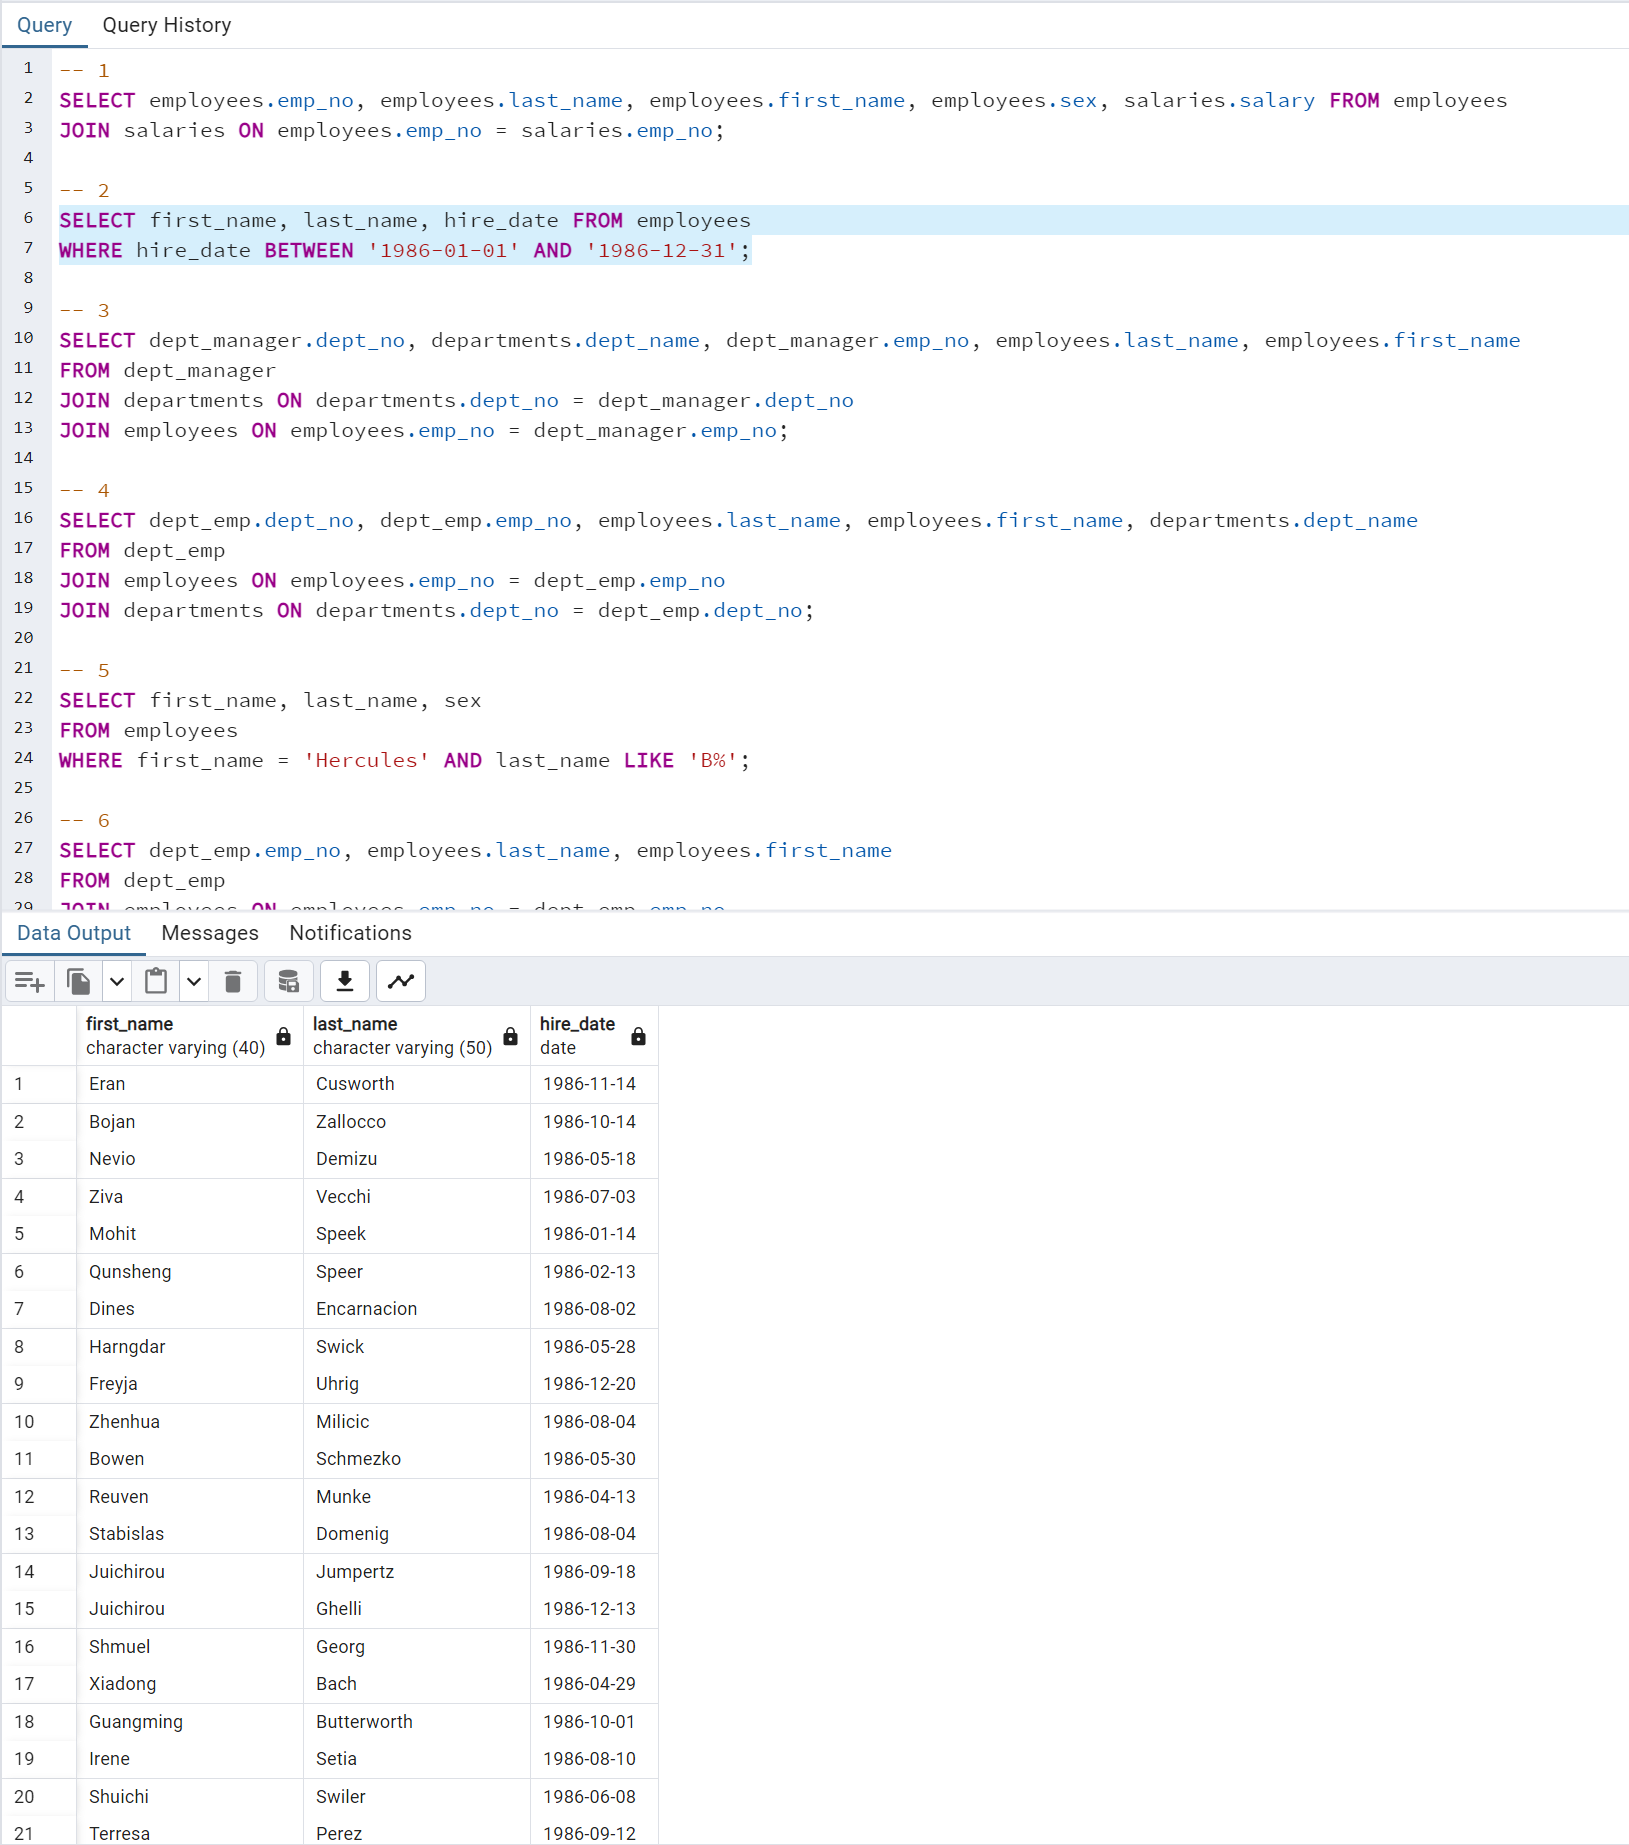 Query Query History
1 -- 1
2 SELECT employees.emp_no, employees.last_name, employees.first_name, employees.sex, salaries.salary FROM employees
3 JOIN salaries ON employees.emp_no = salaries.emp_no;
4
5 -- 2
6 SELECT first_name, last_name, hire_date FROM employees
7 WHERE hire_date BETWEEN '1986-01-01' AND '1986-12-31';
8
9 -- 3
10 SELECT dept_manager.dept_no, departments.dept_name, dept_manager.emp_no, employees.last_name, employees.first_name
11 FROM dept_manager
12 JOIN departments ON departments.dept_no = dept_manager.dept_no
13 JOIN employees ON employees.emp_no = dept_manager.emp_no;
14
15 -- 4
16 SELECT dept_emp.dept_no, dept_emp.emp_no, employees.last_name, employees.first_name, departments.dept_name
17 FROM dept_emp
18 JOIN employees ON employees.emp_no = dept_emp.emp_no
19 JOIN departments ON departments.dept_no = dept_emp.dept_no;
20
21 -- 5
22 SELECT first_name, last_name, sex
23 FROM employees
24 WHERE first_name = 'Hercules' AND last_name LIKE 'B%';
25
26 -- 6
27 SELECT dept_emp.emp_no, employees.last_name, employees.first_name
28 FROM dept_emp
29 JOIN employees ON employees.emp_no = dept_emp.emp_no
Data Output Messages Notifications
first_name last_name hire_date
character varying (40) character varying (50) date
1 Eran Cusworth 1986-11-14
2 Bojan Zallocco 1986-10-14
3 Nevio Demizu 1986-05-18
4 Ziva Vecchi 1986-07-03
5 Mohit Speek 1986-01-14
6 Qunsheng Speer 1986-02-13
7 Dines Encarnacion 1986-08-02
8 Harngdar Swick 1986-05-28
9 Freyja Uhrig 1986-12-20
10 Zhenhua Milicic 1986-08-04
11 Bowen Schmezko 1986-05-30
12 Reuven Munke 1986-04-13
13 Stabislas Domenig 1986-08-04
14 Juichirou Jumpertz 1986-09-18
15 Juichirou Ghelli 1986-12-13
16 Shmuel Georg 1986-11-30
17 Xiadong Bach 1986-04-29
18 Guangming Butterworth 1986-10-01
19 Irene Setia 1986-08-10
20 Shuichi Swiler 1986-06-08
21 Terresa Perez 1986-09-12